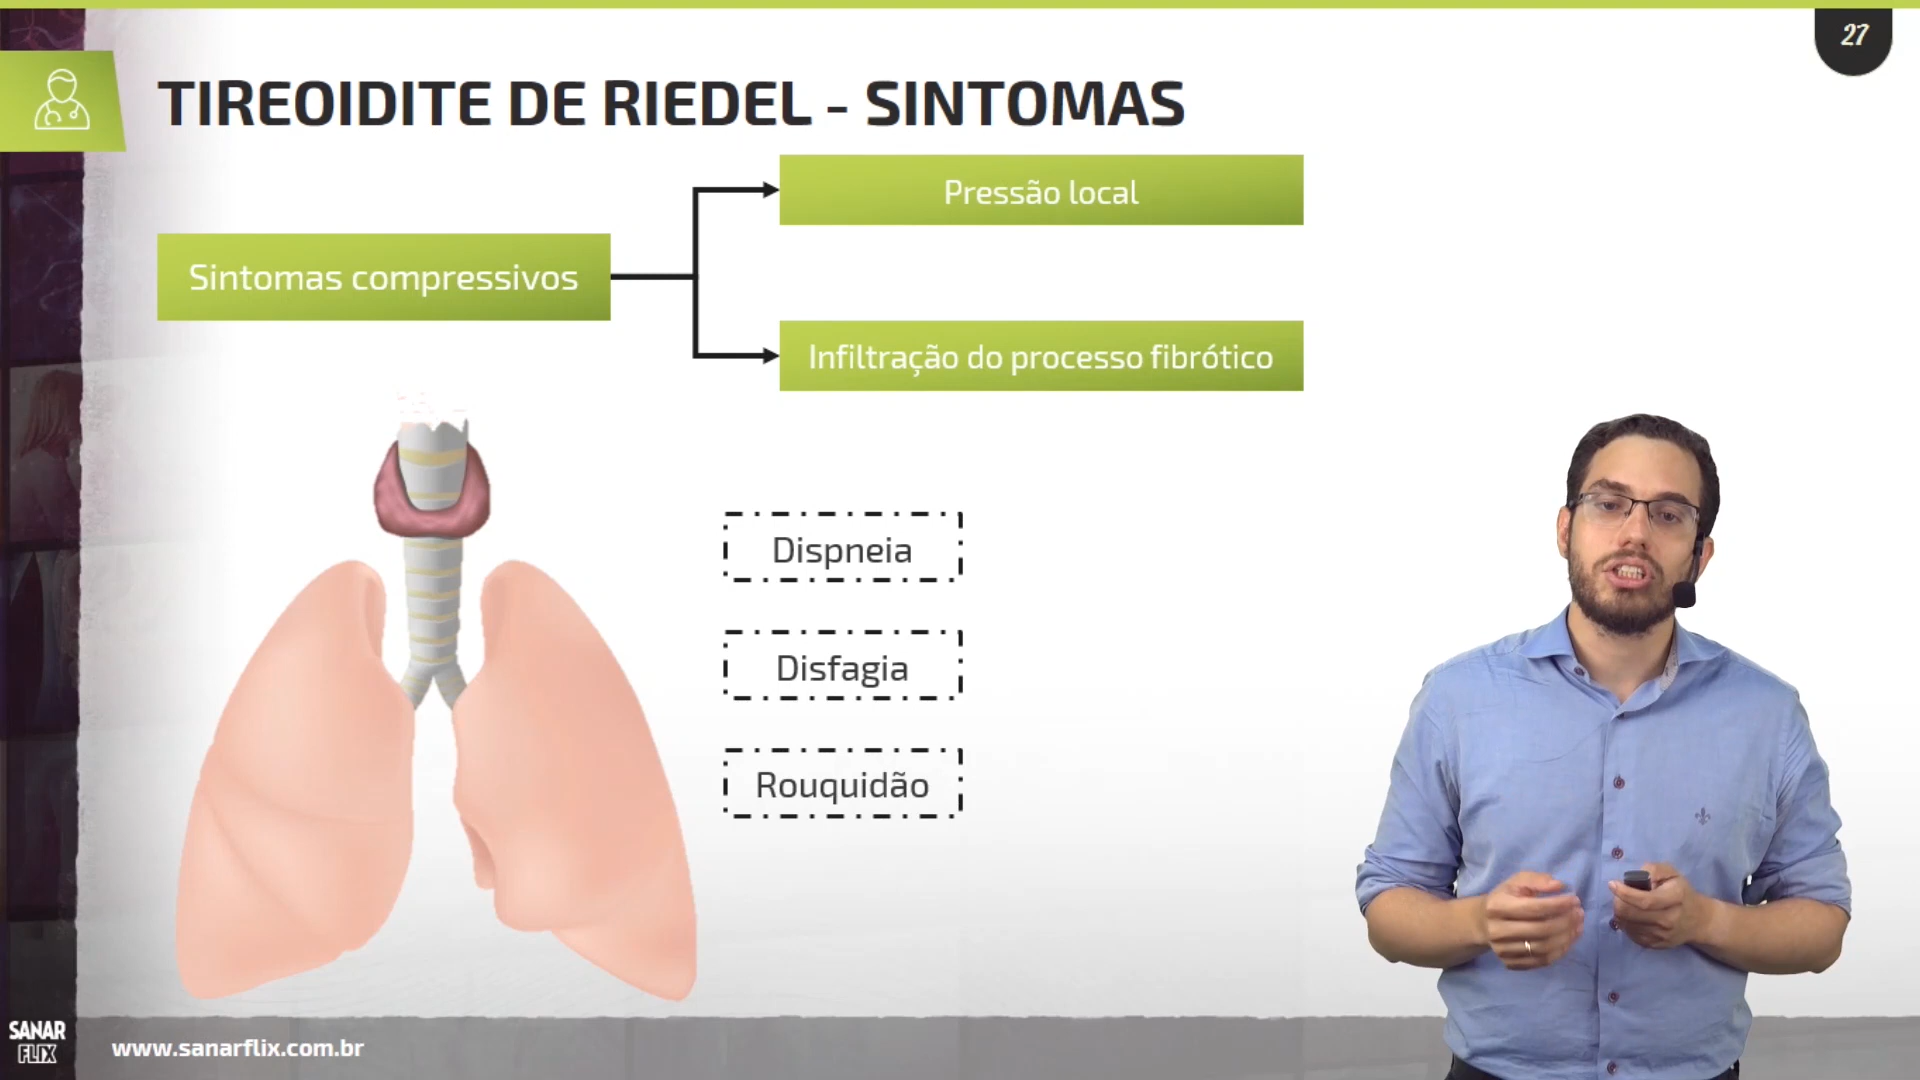 27
TIREOIDITE DE RIEDEL - SINTOMAS
Pressão local
Sintomas compressivos
Infiltração do processo fibrótico
Dispneia
Disfagia
Rouquidão
SANAR
FLIX
www.sanarflix.com.br